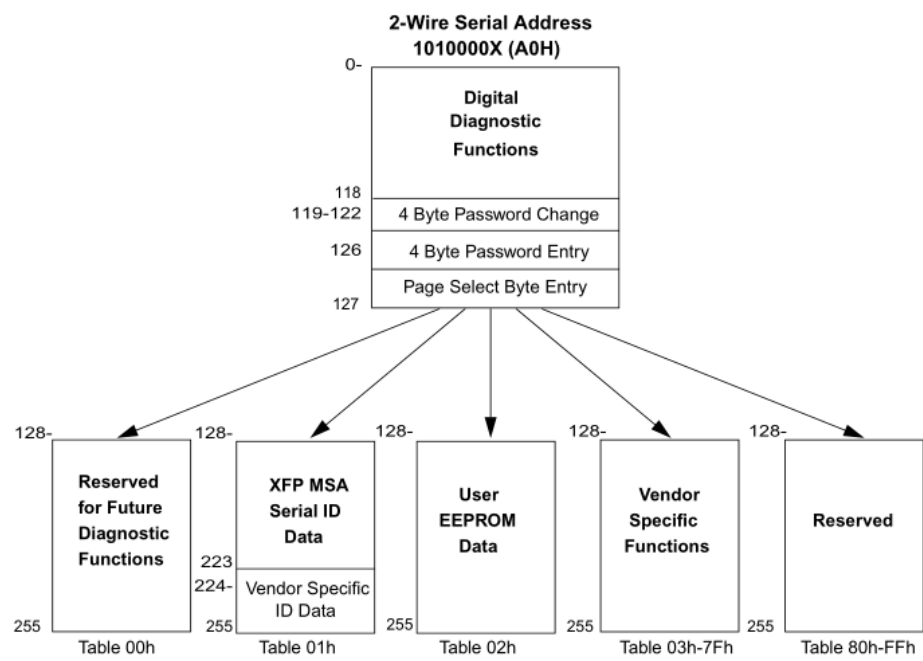 2-Wire Serial Address
1010000X (A0H)
0-
Digital
Diagnostic
Functions
118
119-122
4 Byte Password Change
126
4 Byte Password Entry
Page Select Byte Entry
127
128-
Reserved
for Future
Diagnostic
Functions
255
Table 00h
128-
XFP MSA
Serial ID
Data
223
224-
Vendor Specific
ID Data
255
Table 01h
128-
User
EEPROM
Data
255
Table 02h
128-
Vendor
Specific
Functions
255
Table 03h-7Fh
128-
Reserved
255
Table 80h-FFh